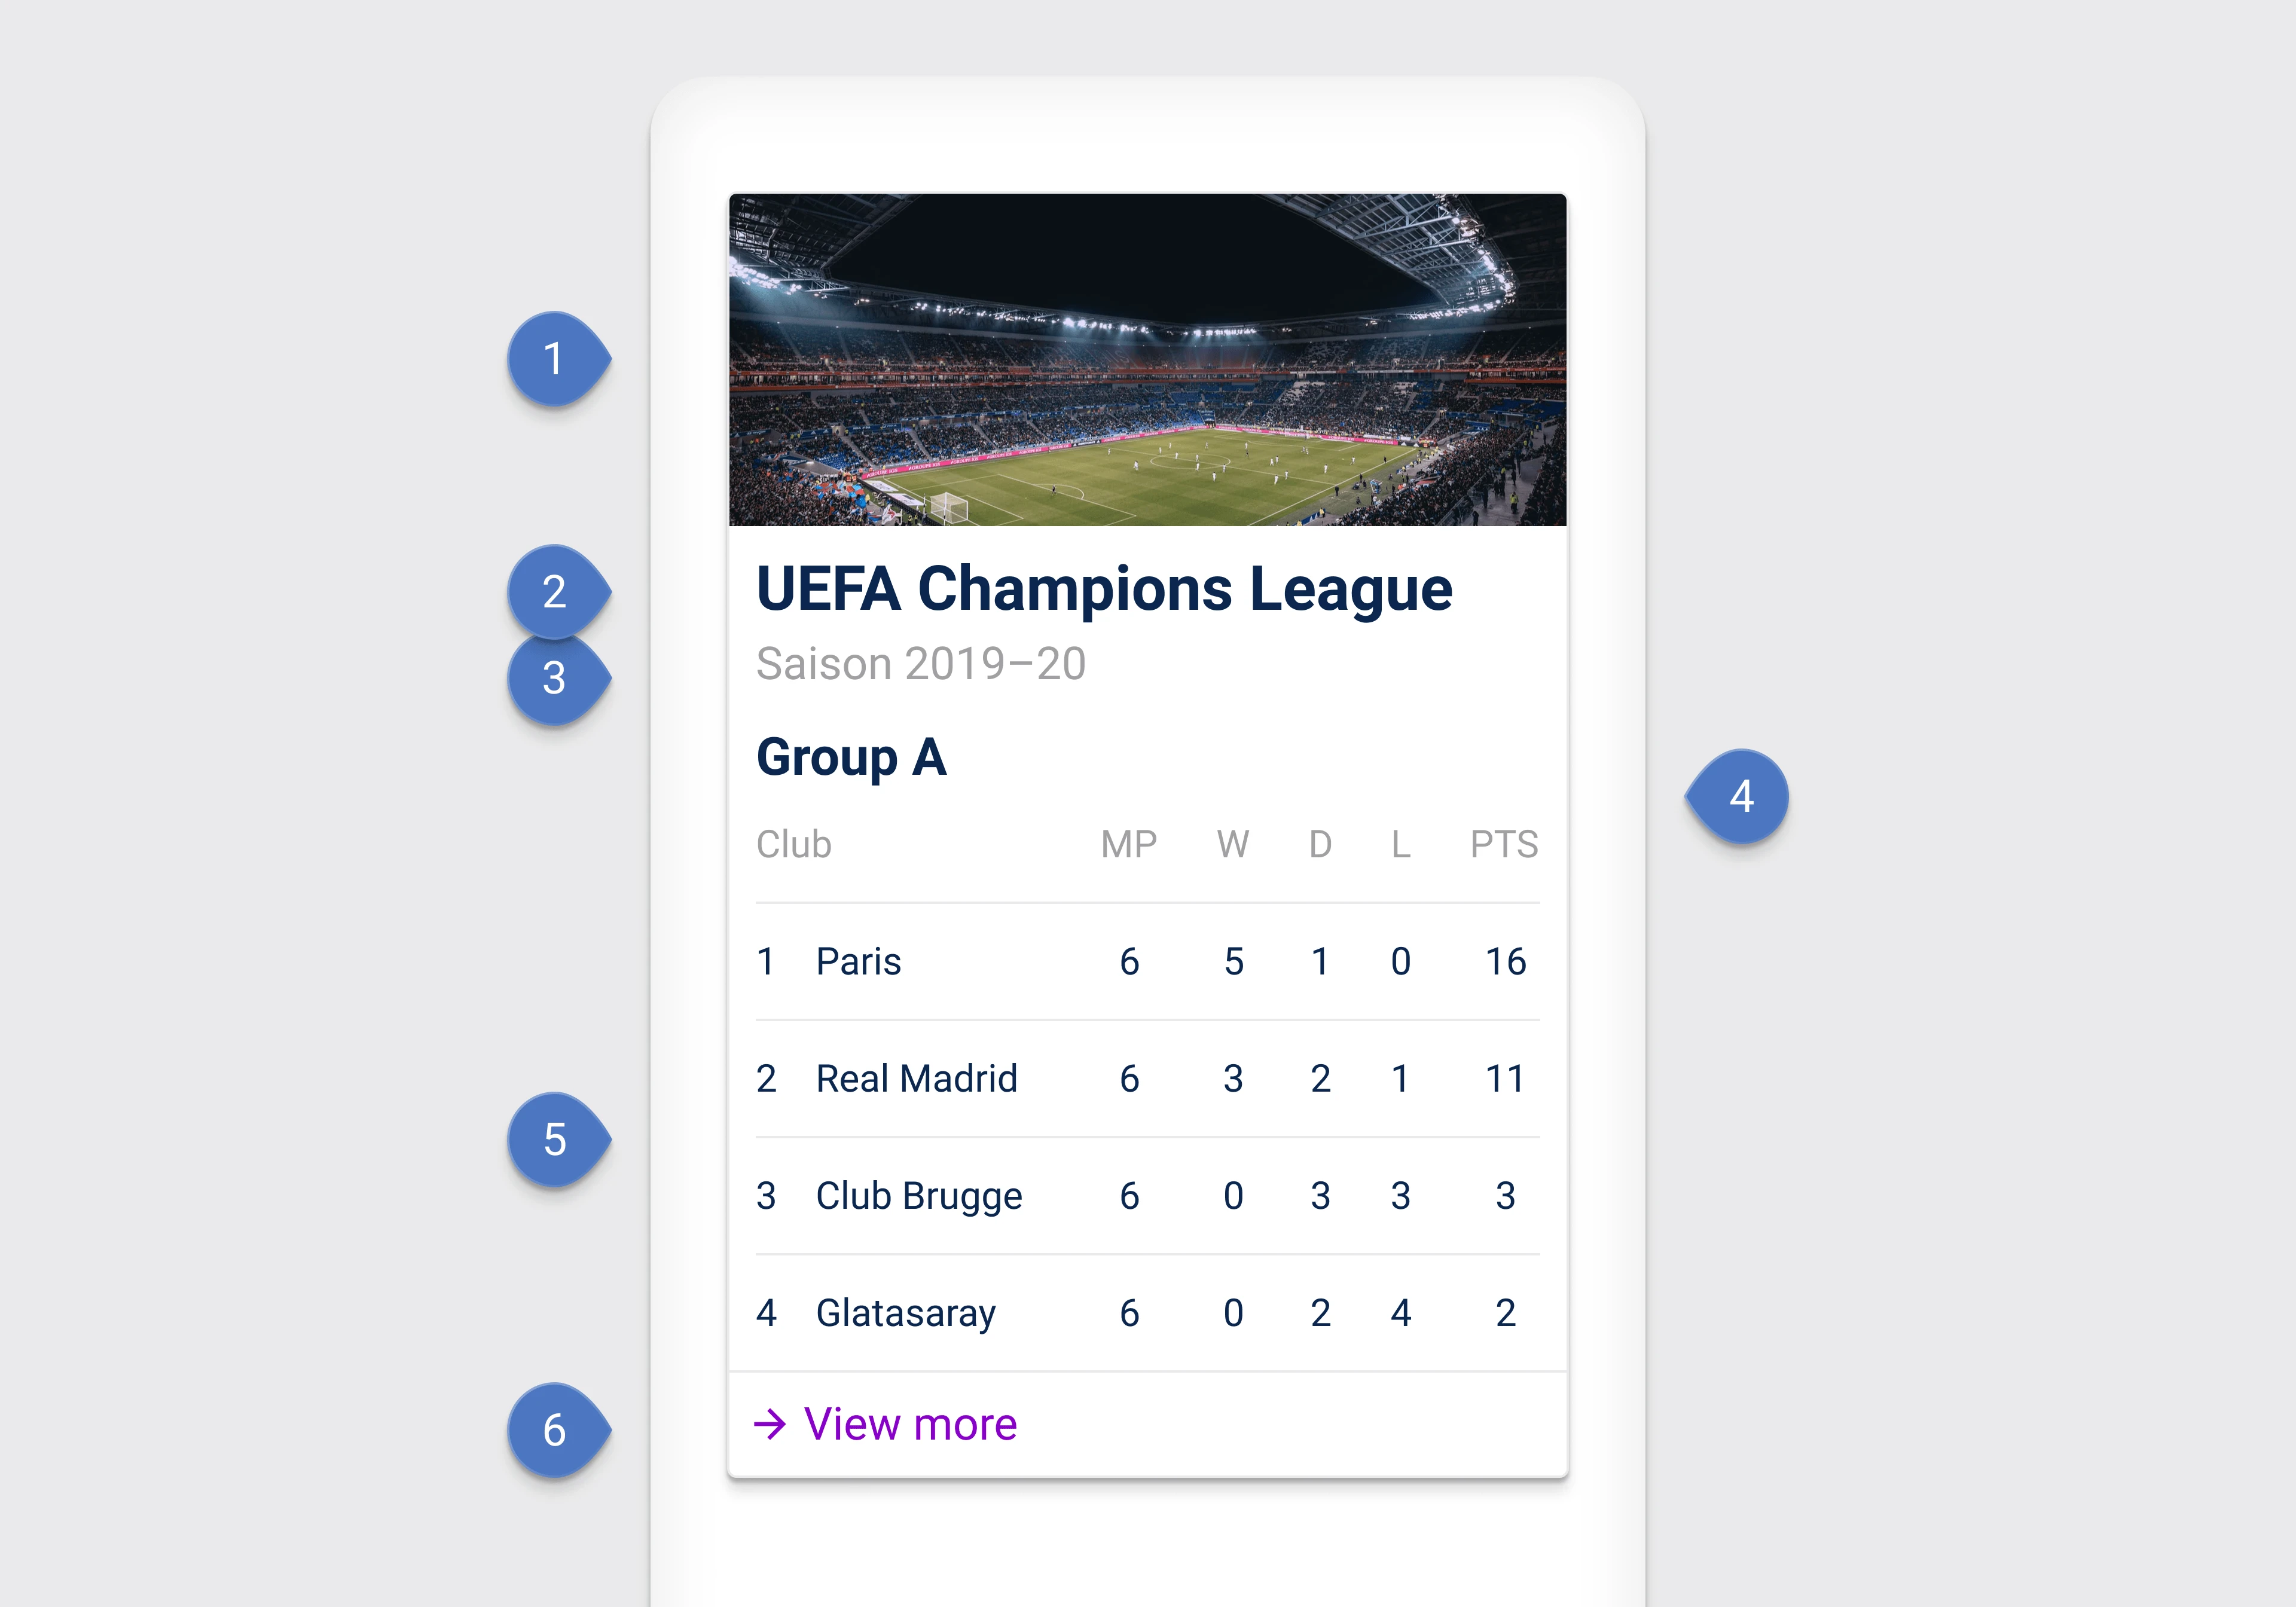 1
2
3
4
5
6
UEFA Champions League
Saison 2019–20
Group A
Club MP W D L PTS
1 Paris 6 5 1 0 16
2 Real Madrid 6 3 2 1 11
3 Club Brugge 6 0 3 3 3
4 Glatasaray 6 0 2 4 2
→ View more